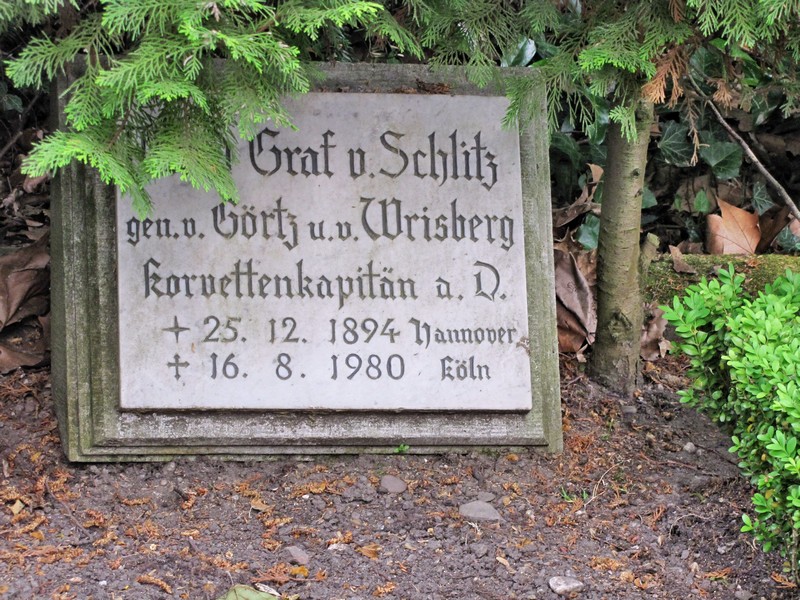 Graf v. Schlitz
gen. v. Görtz u. v. Wrisberg
Korvettenkapitän a. D.
25. 12. 1894 Hannover
16. 8. 1980 Köln